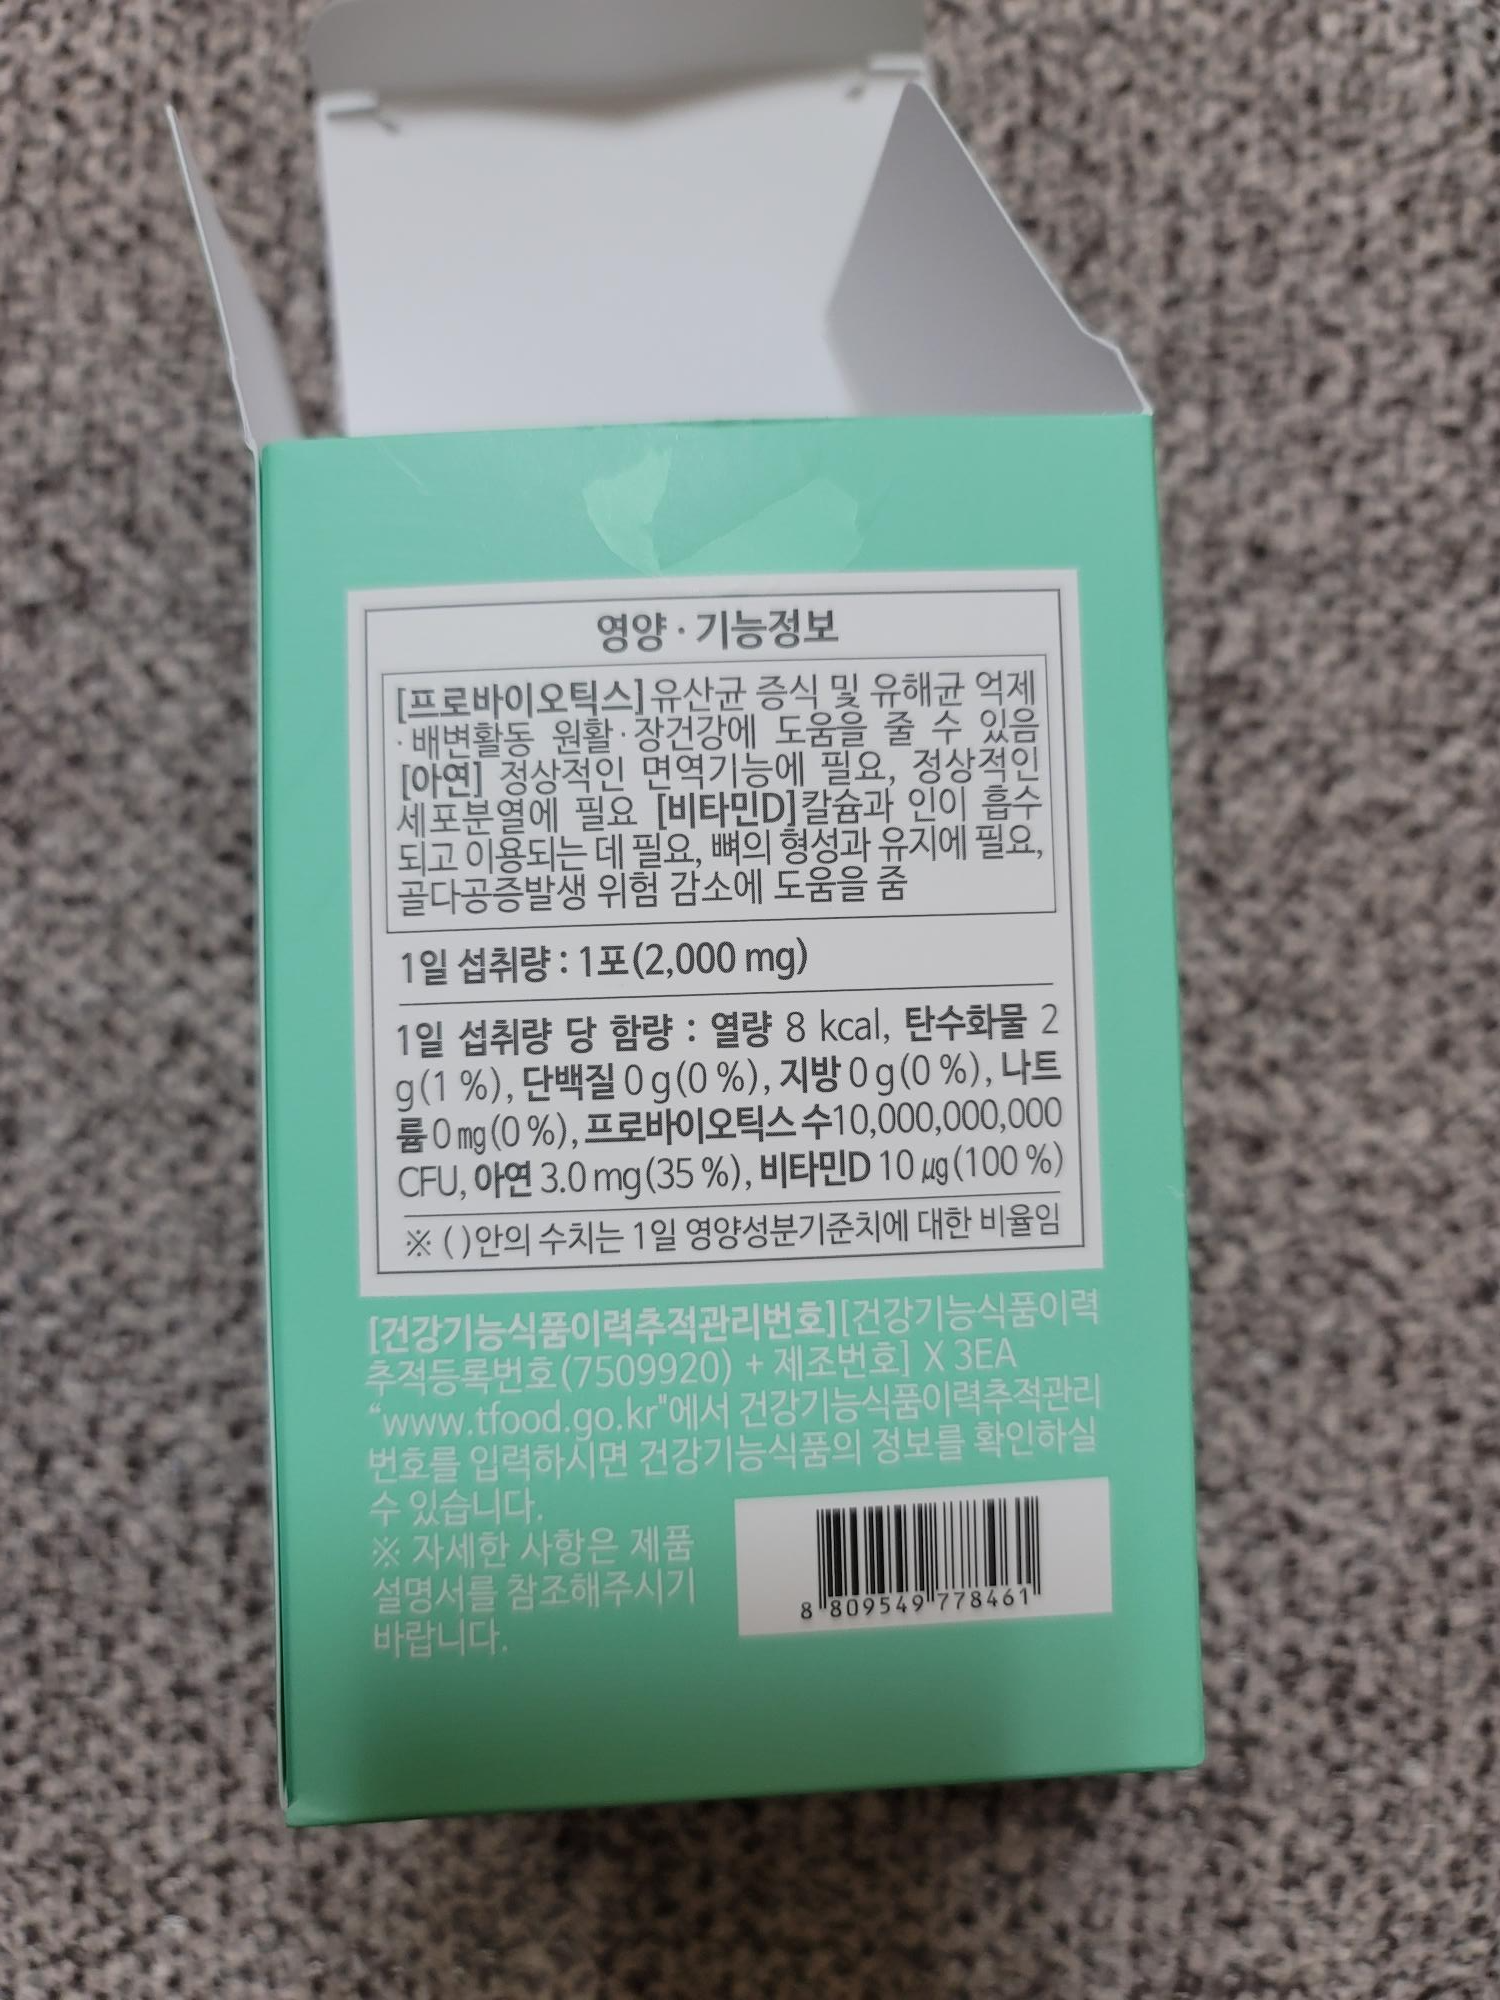 영양 · 기능정보
[프로바이오틱스]유산균 증식 및 유해균 억제
·배변활동 원활·장건강에 도움을 줄 수 있음
[아연] 정상적인 면역기능에 필요, 정상적인
세포분열에 필요 [비타민D]칼슘과 인이 흡수
되고 이용되는 데 필요, 뼈의 형성과 유지에 필요,
골다공증발생 위험 감소에 도움을 줌
1일 섭취량 : 1포(2,000 mg)
1일 섭취량 당 함량 : 열량 8 kcal, 탄수화물 2
g(1 %), 단백질 0 g(0 %), 지방 0 g(0 %), 나트
륨 0 mg(0 %), 프로바이오틱스 수10,000,000,000
CFU, 아연 3.0 mg(35 %), 비타민D 10 μg(100 %)
※ ( )안의 수치는 1일 영양성분기준치에 대한 비율임
[건강기능식품이력추적관리번호][건강기능식품이력
추적등록번호(7509920) + 제조번호] X 3EA
“www.tfood.go.kr"에서 건강기능식품이력추적관리
번호를 입력하시면 건강기능식품의 정보를 확인하실
수 있습니다.
※ 자세한 사항은 제품
설명서를 참조해주시기
바랍니다.
8 809549 778461